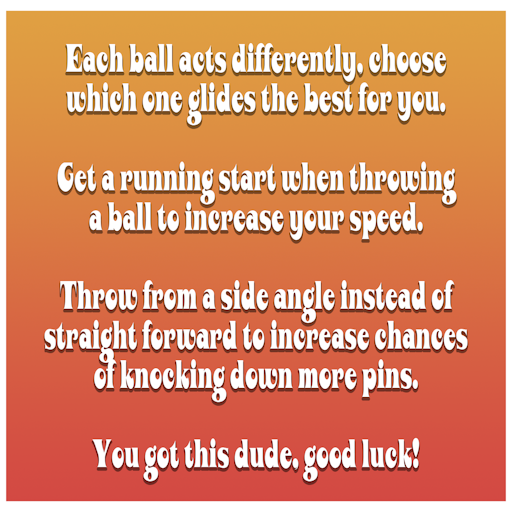 Each ball acts differently, choose
which one glides the best for you.
Get a running start when throwing
a ball to increase your speed.
Throw from a side angle instead of
straight forward to increase chances
of knocking down more pins.
You got this dude, good luck!